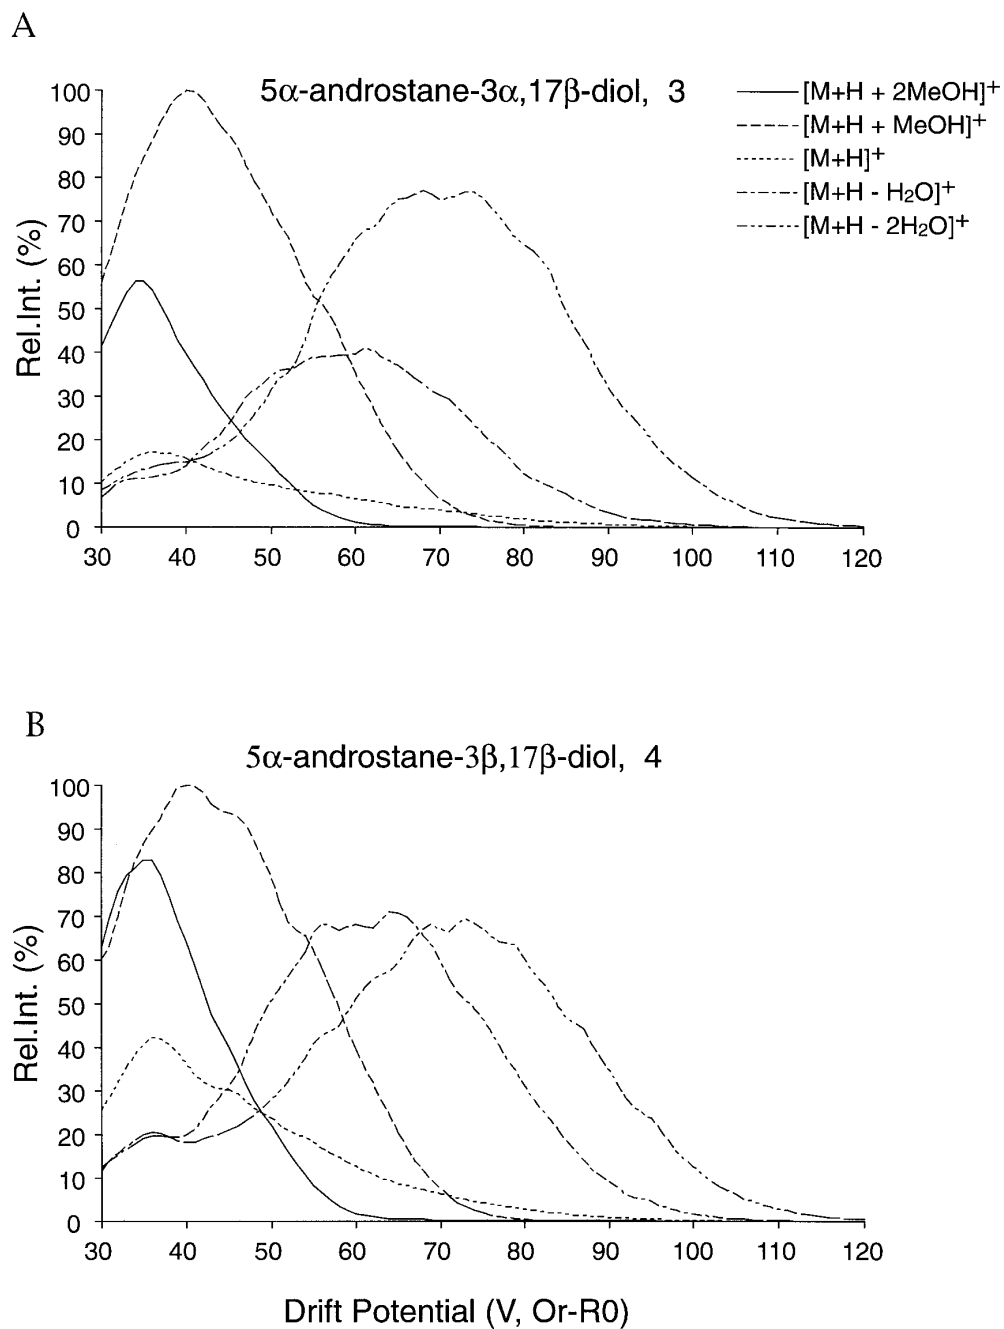 A
5α-androstane-3α,17β-diol, 3
[M+H + 2MeOH]+
[M+H + MeOH]+
[M+H]+
[M+H - H2O]+
[M+H - 2H2O]+
Rel.Int. (%)
100
90
80
70
60
50
40
30
20
10
0
30 40 50 60 70 80 90 100 110 120
B
5α-androstane-3β,17β-diol, 4
Rel.Int. (%)
100
90
80
70
60
50
40
30
20
10
0
30 40 50 60 70 80 90 100 110 120
Drift Potential (V, Or-R0)